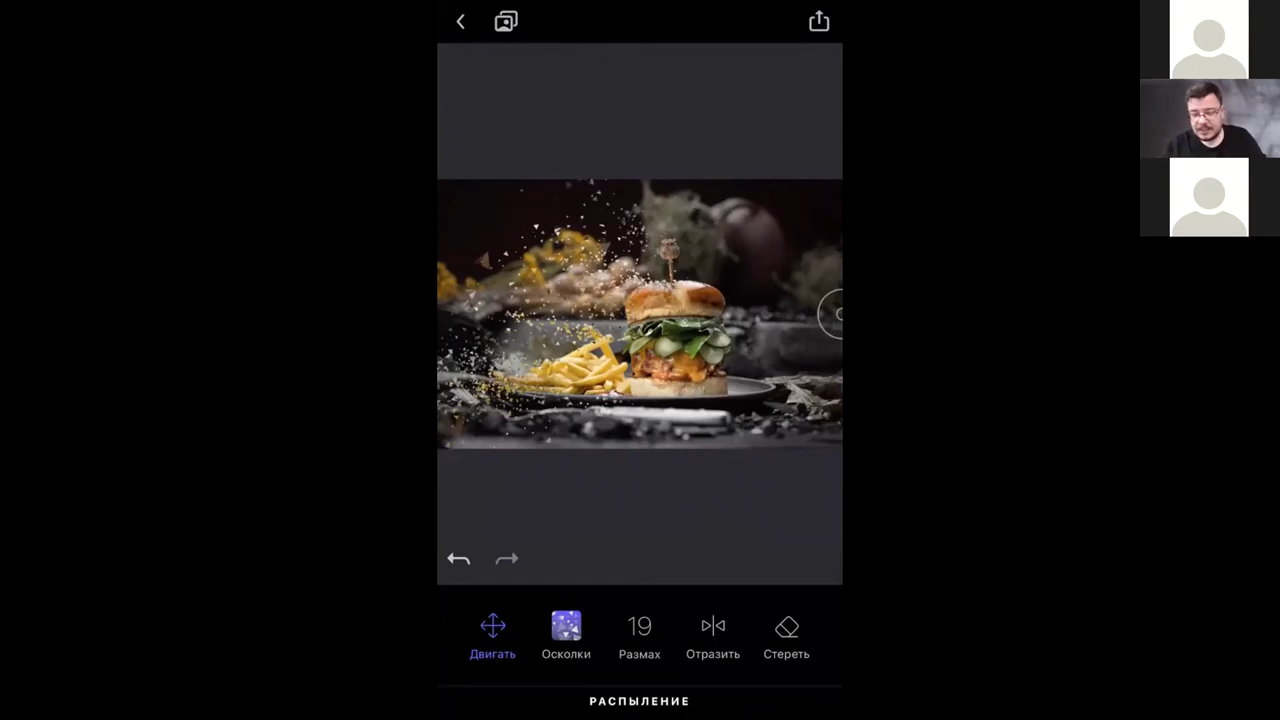 19
Двигать
Осколки
Размах
Отразить
Стереть
РАСПЫЛЕНИЕ